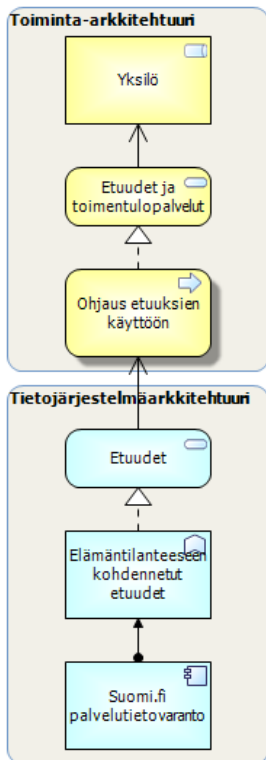 Toiminta-arkkitehtuuri
Yksilö
Etuudet ja
toimentulopalvelut
Ohjaus etuuksien
käyttöön
Tietojärjestelmäarkkitehtuuri
Etuudet
Elämäntilanteeseen
kohdennetut
etuudet
Suomi.fi
palvelutietovaranto